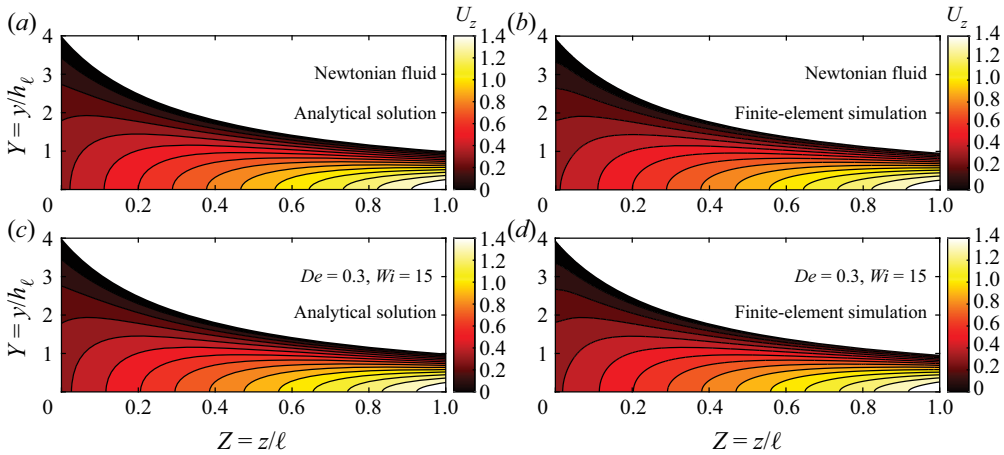 (a) U_z (b) U_z
4 1.4 4 1.4
1.2 1.2
3 Newtonian fluid 1.0 3 Newtonian fluid 1.0
Y = y/h_ℓ 0.8 0.8
2 Analytical solution 0.6 2 Finite-element simulation 0.6
1 0.4 1 0.4
0.2 0.2
0 0
0 0.2 0.4 0.6 0.8 1.0 0 0.2 0.4 0.6 0.8 1.0
(c) (d)
4 1.4 4 1.4
1.2 1.2
3 De = 0.3, Wi = 15 1.0 3 De = 0.3, Wi = 15 1.0
Y = y/h_ℓ 0.8 0.8
2 Analytical solution 0.6 2 Finite-element simulation 0.6
1 0.4 1 0.4
0.2 0.2
0 0
0 0.2 0.4 0.6 0.8 1.0 0 0.2 0.4 0.6 0.8 1.0
Z = z/ℓ Z = z/ℓ